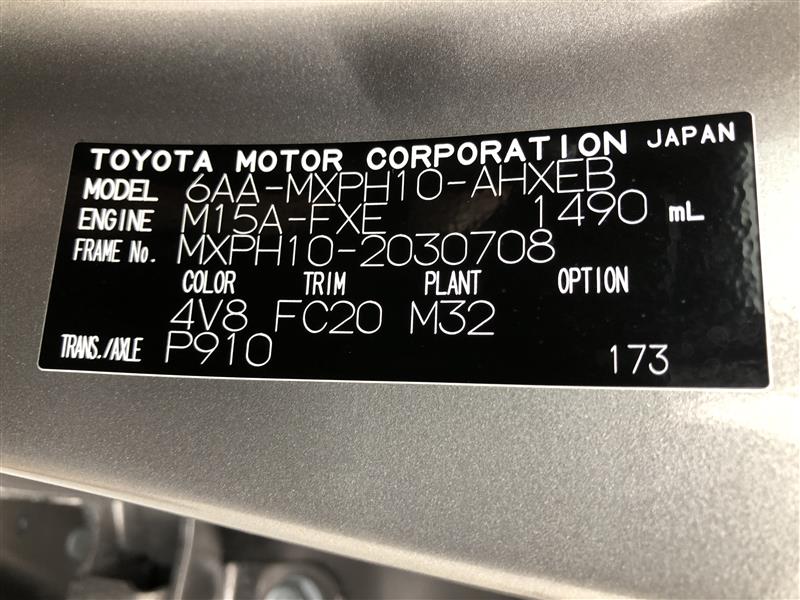 TOYOTA MOTOR CORPORATION JAPAN
MODEL 6AA-MXPH10-AHXEB
ENGINE M15A-FXE 1490 mL
FRAME No. MXPH10-2030708
COLOR TRIM PLANT OPTION
4V8 FC20 M32
TRANS./AXLE P910 173